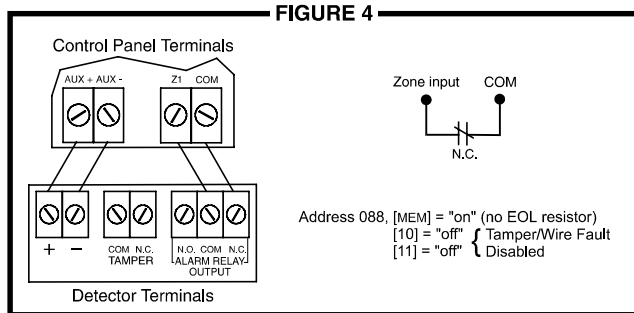 FIGURE 4
Control Panel Terminals
AUX + AUX - Z1 COM
+ - COM N.C. N.O. COM N.C.
TAMPER ALARM RELAY
OUTPUT
Detector Terminals
Zone input COM
N.C.
Address 088, [MEM] = "on" (no EOL resistor)
[10] = "off" { Tamper/Wire Fault
[11] = "off" Disabled